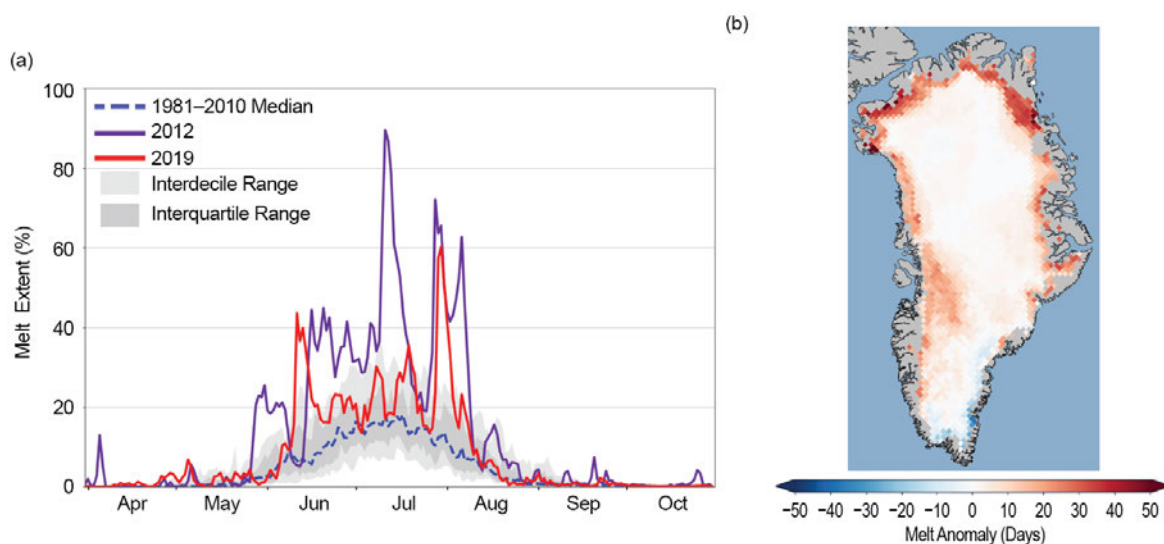 (a)
100
80
60
40
20
0
Melt Extent (%)
1981–2010 Median
2012
2019
Interdecile Range
Interquartile Range
Apr May Jun Jul Aug Sep Oct
(b)
−50 −40 −30 −20 −10 0 10 20 30 40 50
Melt Anomaly (Days)